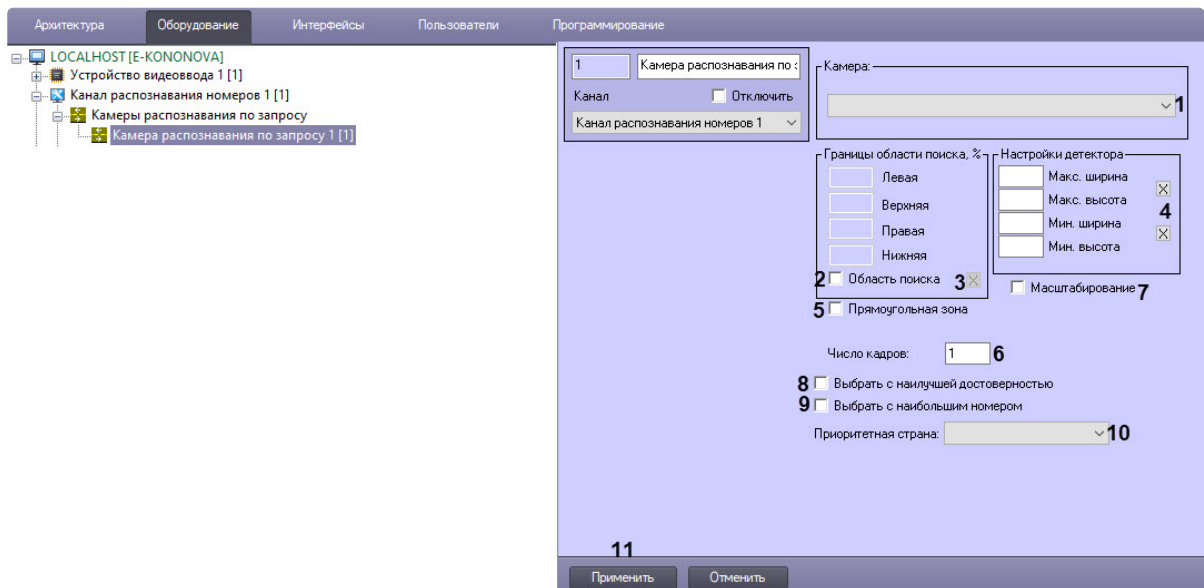 Архитектура Оборудование Интерфейсы Пользователи Программирование
LOCALHOST [E-KONONOVA]
Устройство видеоввода 1 [1]
Канал распознавания номеров 1 [1]
Камеры распознавания по запросу
Камера распознавания по запросу 1 [1]
1 Камера распознавания по з
Канал Отключить
Канал распознавания номеров 1
Камера:
1
Границы области поиска, %
Левая
Верхняя
Правая
Нижняя
2 Область поиска 3 X
Настройки детектора
Макс. ширина
X
Макс. высота
4
Мин. ширина
X
Мин. высота
Масштабирование 7
5 Прямоугольная зона
Число кадров: 1 6
8 Выбрать с наилучшей достоверностью
9 Выбрать с наибольшим номером
Приоритетная страна: 10
11
Применить Отменить